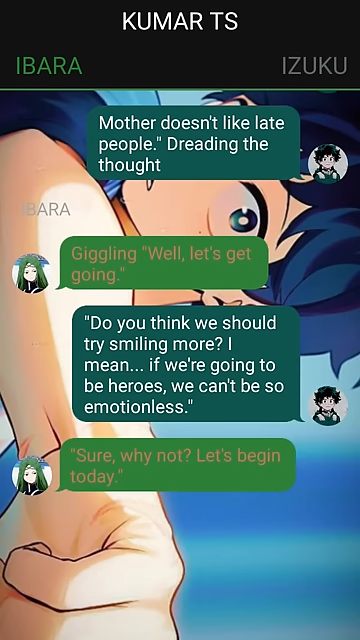 KUMAR TS
IBARA IZUKU
Mother doesn't like late
people." Dreading the
thought
IBARA
Giggling "Well, let's get
going."
"Do you think we should
try smiling more? I
mean... if we're going to
be heroes, we can't be so
emotionless."
"Sure, why not? Let's begin
today."